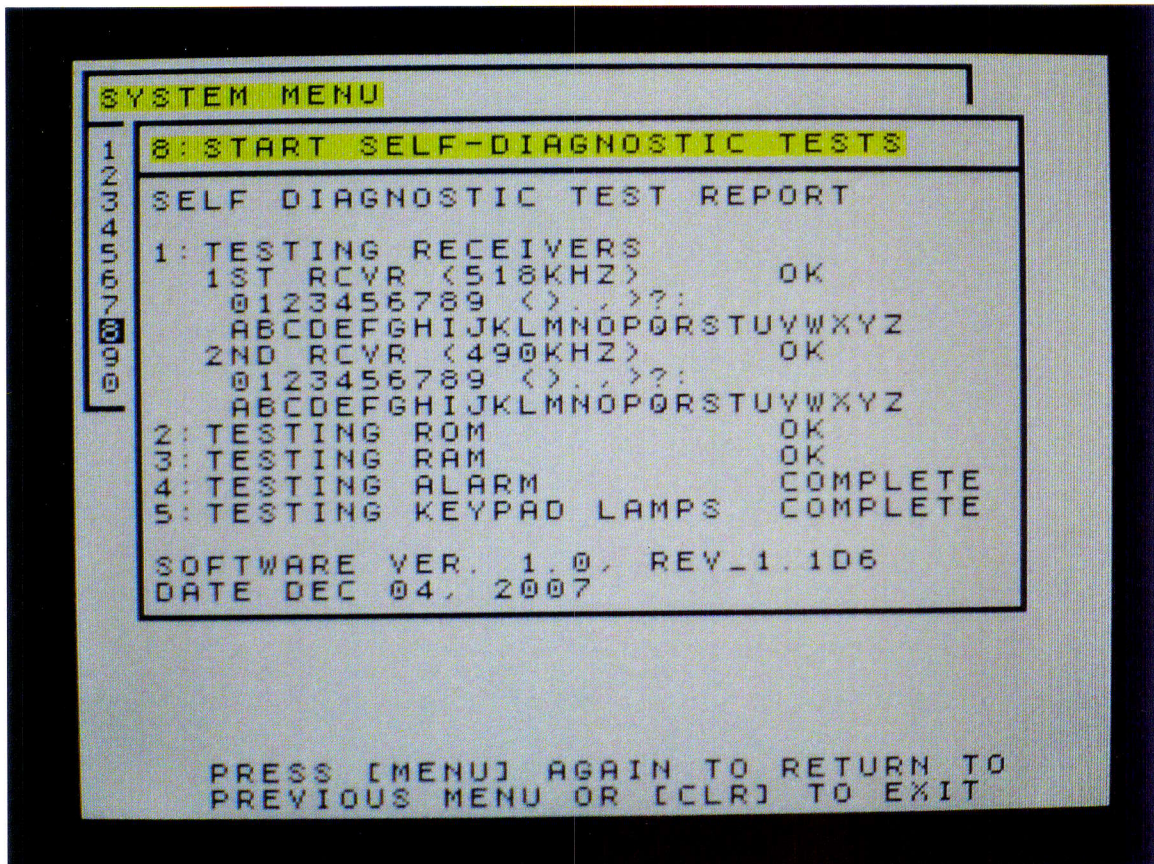 SYSTEM MENU
8:START SELF-DIAGNOSTIC TESTS
1
2
3
4
5
6
7
8
9
0
SELF DIAGNOSTIC TEST REPORT
1:TESTING RECEIVERS
1ST RCVR <518KHZ> OK
0123456789 <>.,>?:
ABCDEFGHIJKLMNOPQRSTUVWXYZ
2ND RCVR <490KHZ> OK
0123456789 <>.,>?:
ABCDEFGHIJKLMNOPQRSTUVWXYZ
2:TESTING ROM OK
3:TESTING RAM OK
4:TESTING ALARM COMPLETE
5:TESTING KEYPAD LAMPS COMPLETE
SOFTWARE VER. 1.0, REV_1.1D6
DATE DEC 04, 2007
PRESS [MENU] AGAIN TO RETURN TO
PREVIOUS MENU OR [CLR] TO EXIT